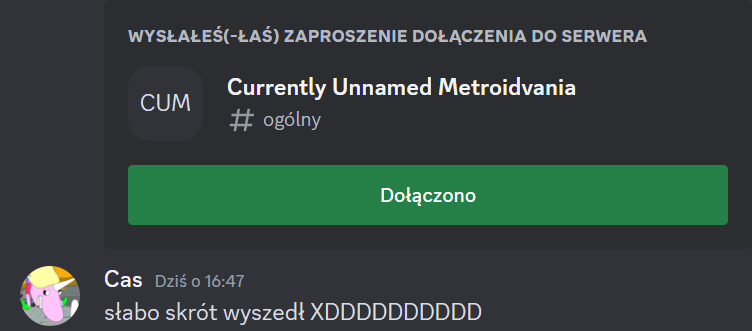 WYSŁAŁEŚ(-ŁAŚ) ZAPROSZENIE DOŁĄCZENIA DO SERWERA
CUM
Currently Unnamed Metroidvania
# ogólny
Dołączono
Cas Dziś o 16:47
słabo skrót wyszedł XDDDDDDDDDD